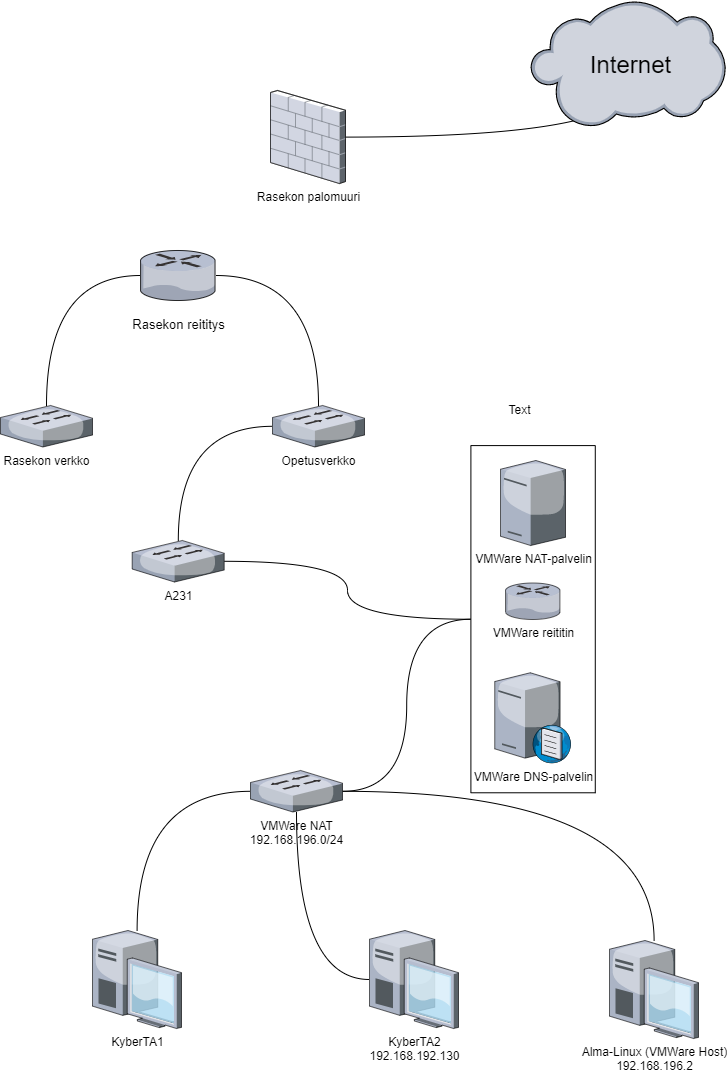 Internet
Rasekon palomuuri
Rasekon reititys
Rasekon verkko
Opetusverkko
Text
VMWare NAT-palvelin
A231
VMWare reititin
VMWare DNS-palvelin
VMWare NAT
192.168.196.0/24
KyberTA1
KyberTA2
192.168.192.130
Alma-Linux (VMWare Host)
192.168.196.2